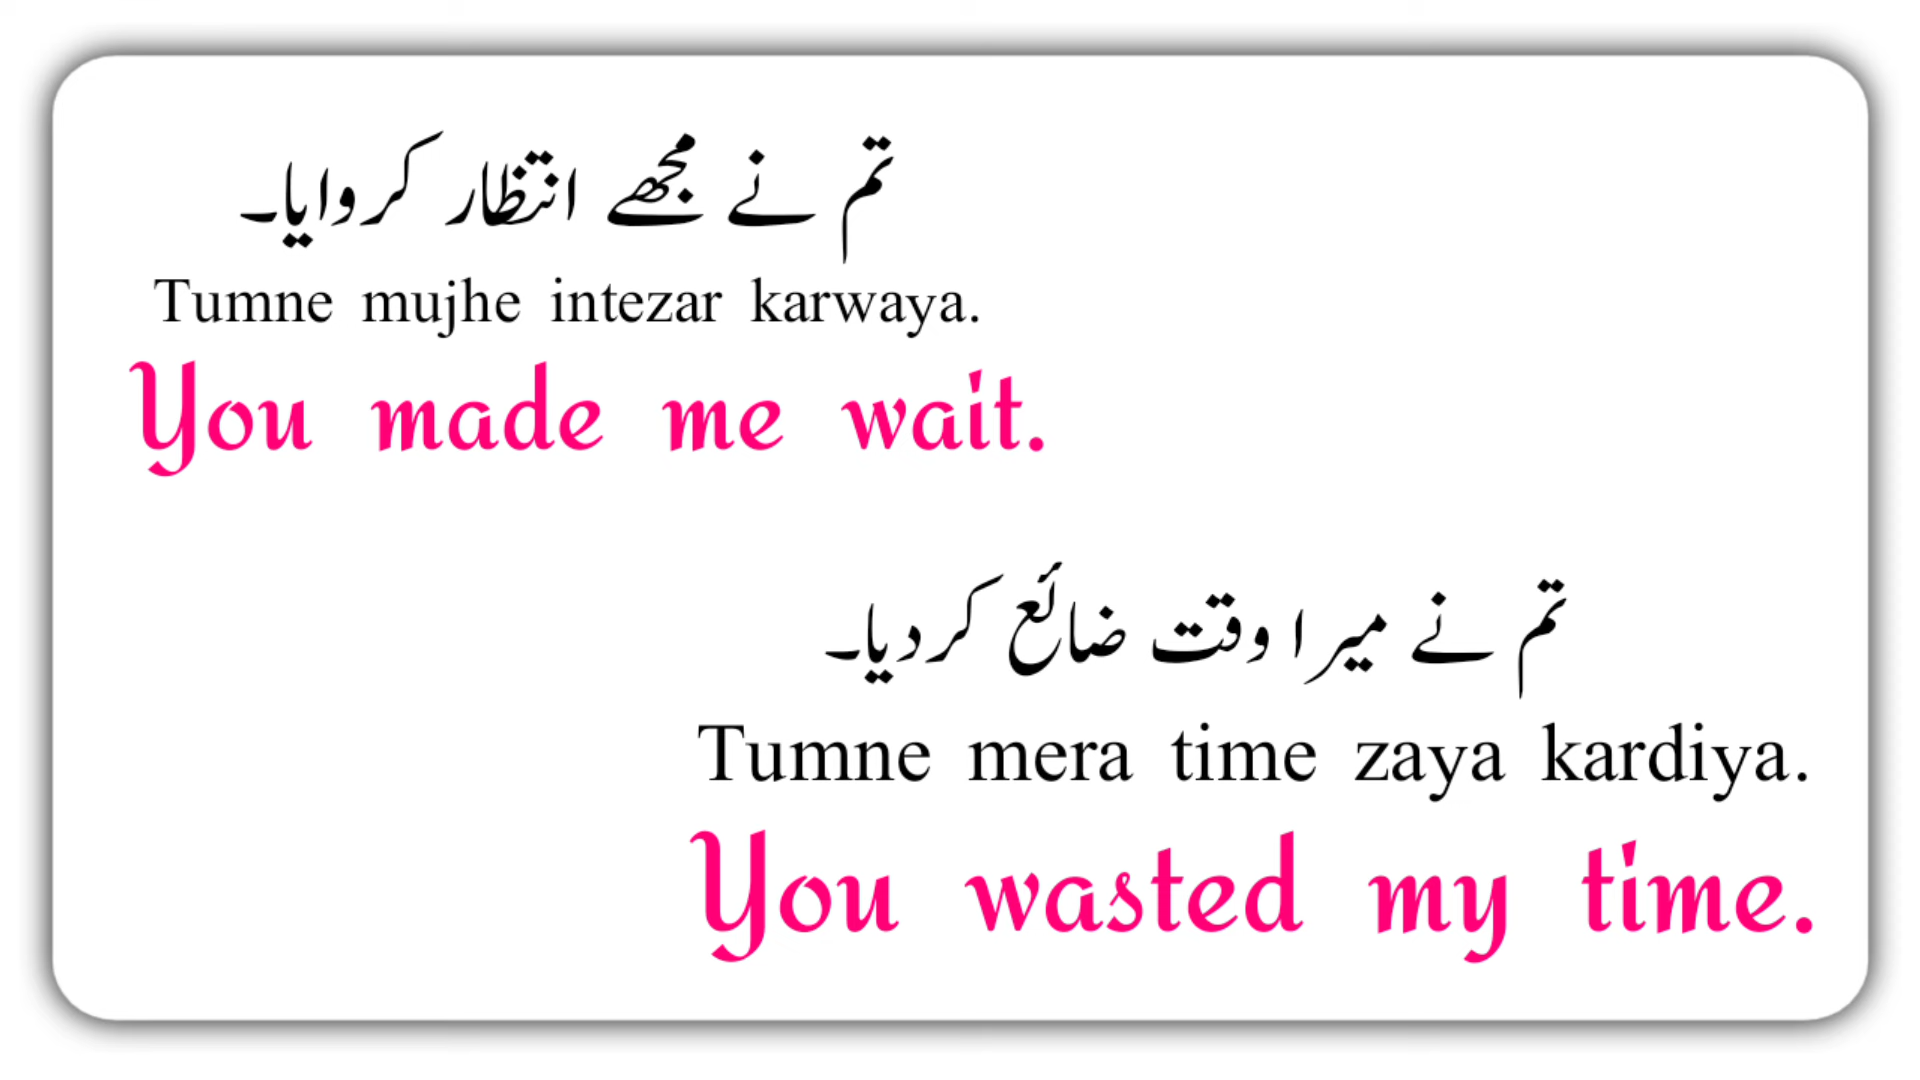 تم نے مجھے انتظار کروایا۔
Tumne mujhe intezar karwaya.
You made me wait.
تم نے میرا وقت ضائع کردیا۔
Tumne mera time zaya kardiya.
You wasted my time.